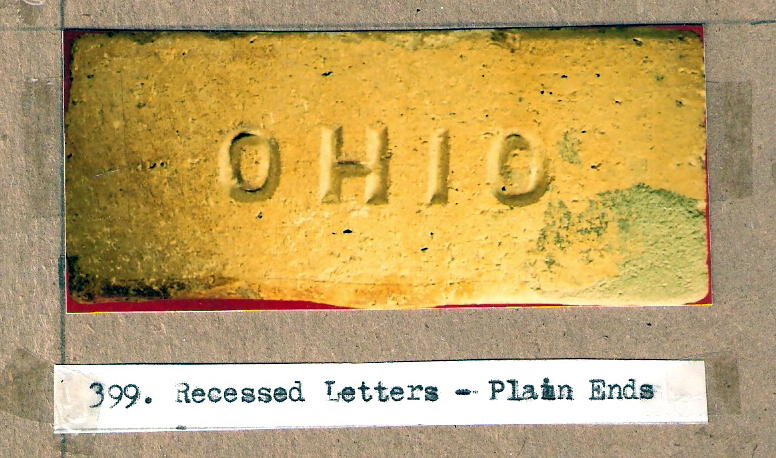 OHIO
399. Recessed Letters - Plain Ends